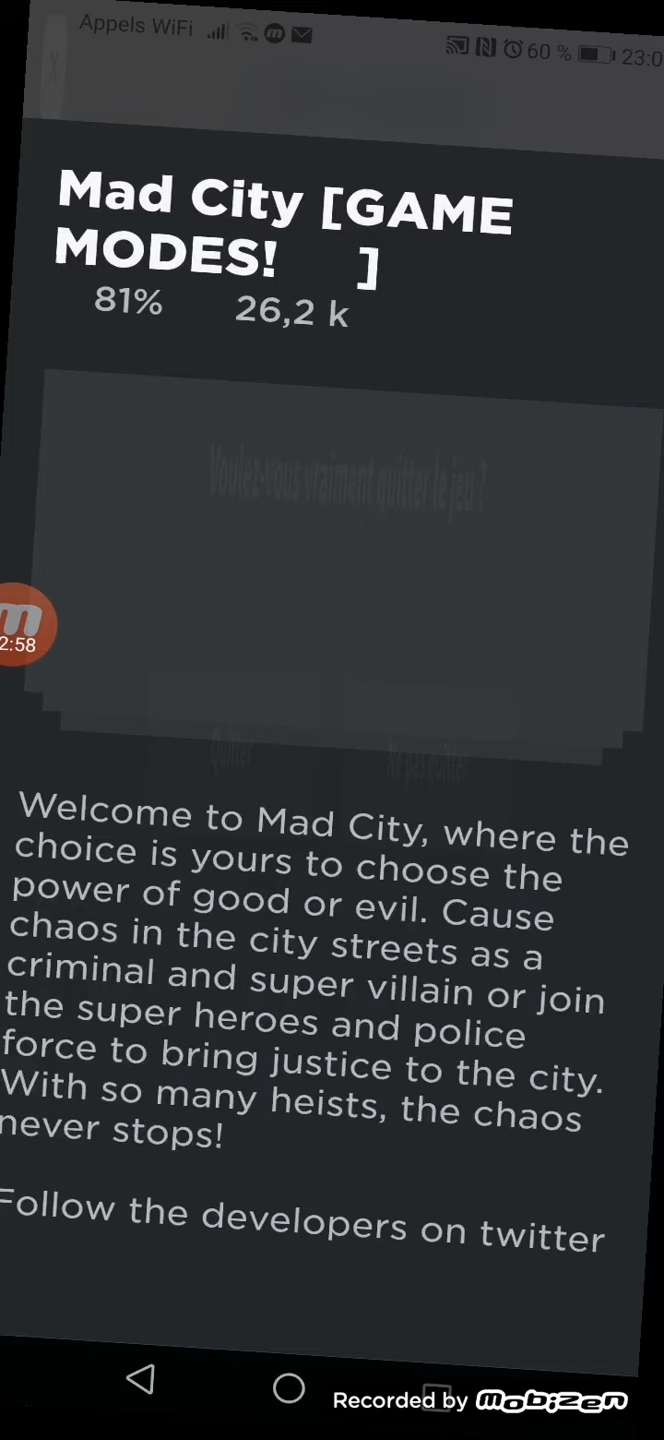 Appels WiFi 60 % 23:0
Mad City [GAME
MODES! ]
81% 26,2 k
Voulez-vous vraiment quitter le jeu ?
m
2:58
Quitter Ne pas quitter
Welcome to Mad City, where the
choice is yours to choose the
power of good or evil. Cause
chaos in the city streets as a
criminal and super villain or join
the super heroes and police
force to bring justice to the city.
With so many heists, the chaos
never stops!
Follow the developers on twitter
Recorded by mobizen